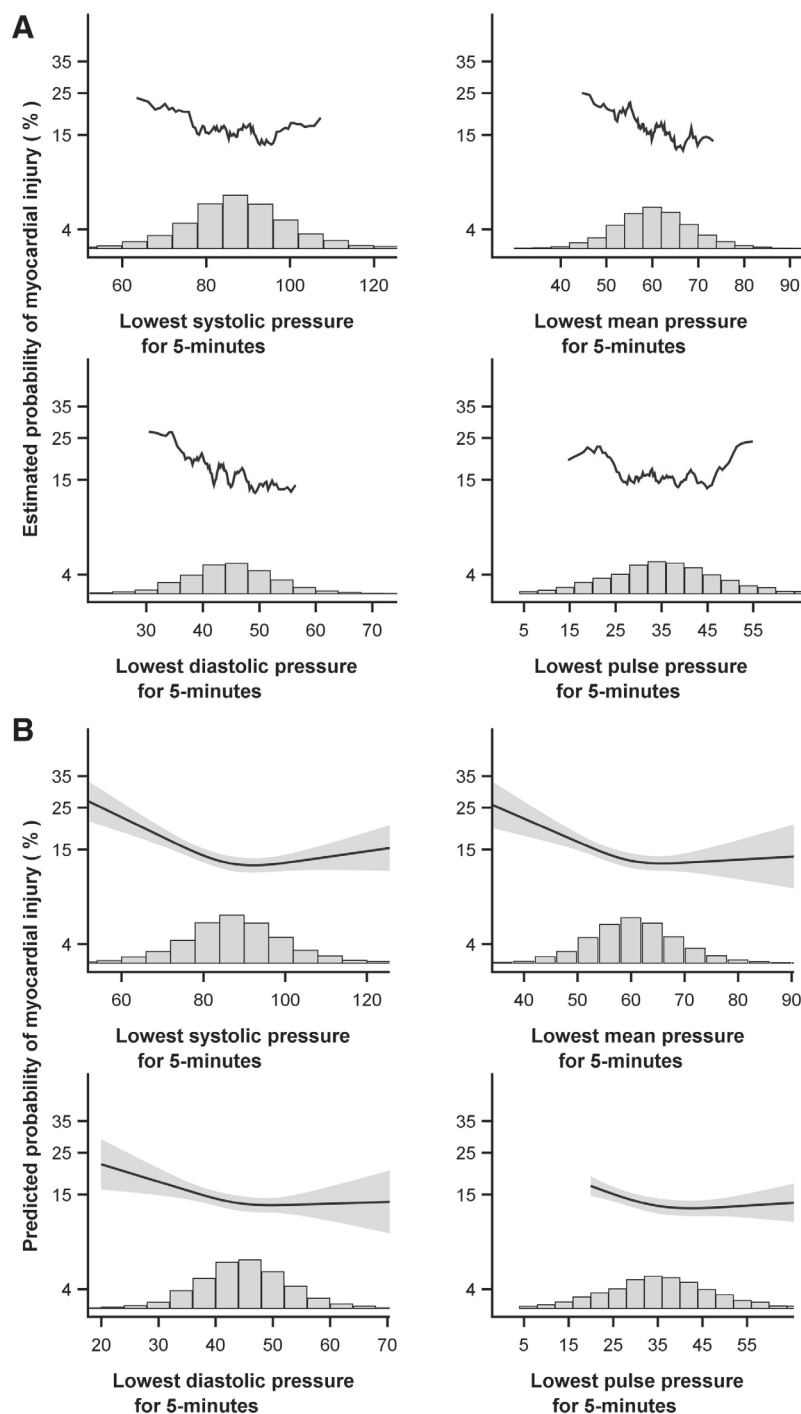 A
Estimated probability of myocardial injury ( % )
35
25
15
4
60 80 100 120
Lowest systolic pressure
for 5-minutes
35
25
15
4
40 50 60 70 80 90
Lowest mean pressure
for 5-minutes
35
25
15
4
30 40 50 60 70
Lowest diastolic pressure
for 5-minutes
35
25
15
4
5 15 25 35 45 55
Lowest pulse pressure
for 5-minutes
B
Predicted probability of myocardial injury ( % )
35
25
15
4
60 80 100 120
Lowest systolic pressure
for 5-minutes
35
25
15
4
40 50 60 70 80 90
Lowest mean pressure
for 5-minutes
35
25
15
4
20 30 40 50 60 70
Lowest diastolic pressure
for 5-minutes
35
25
15
4
5 15 25 35 45 55
Lowest pulse pressure
for 5-minutes